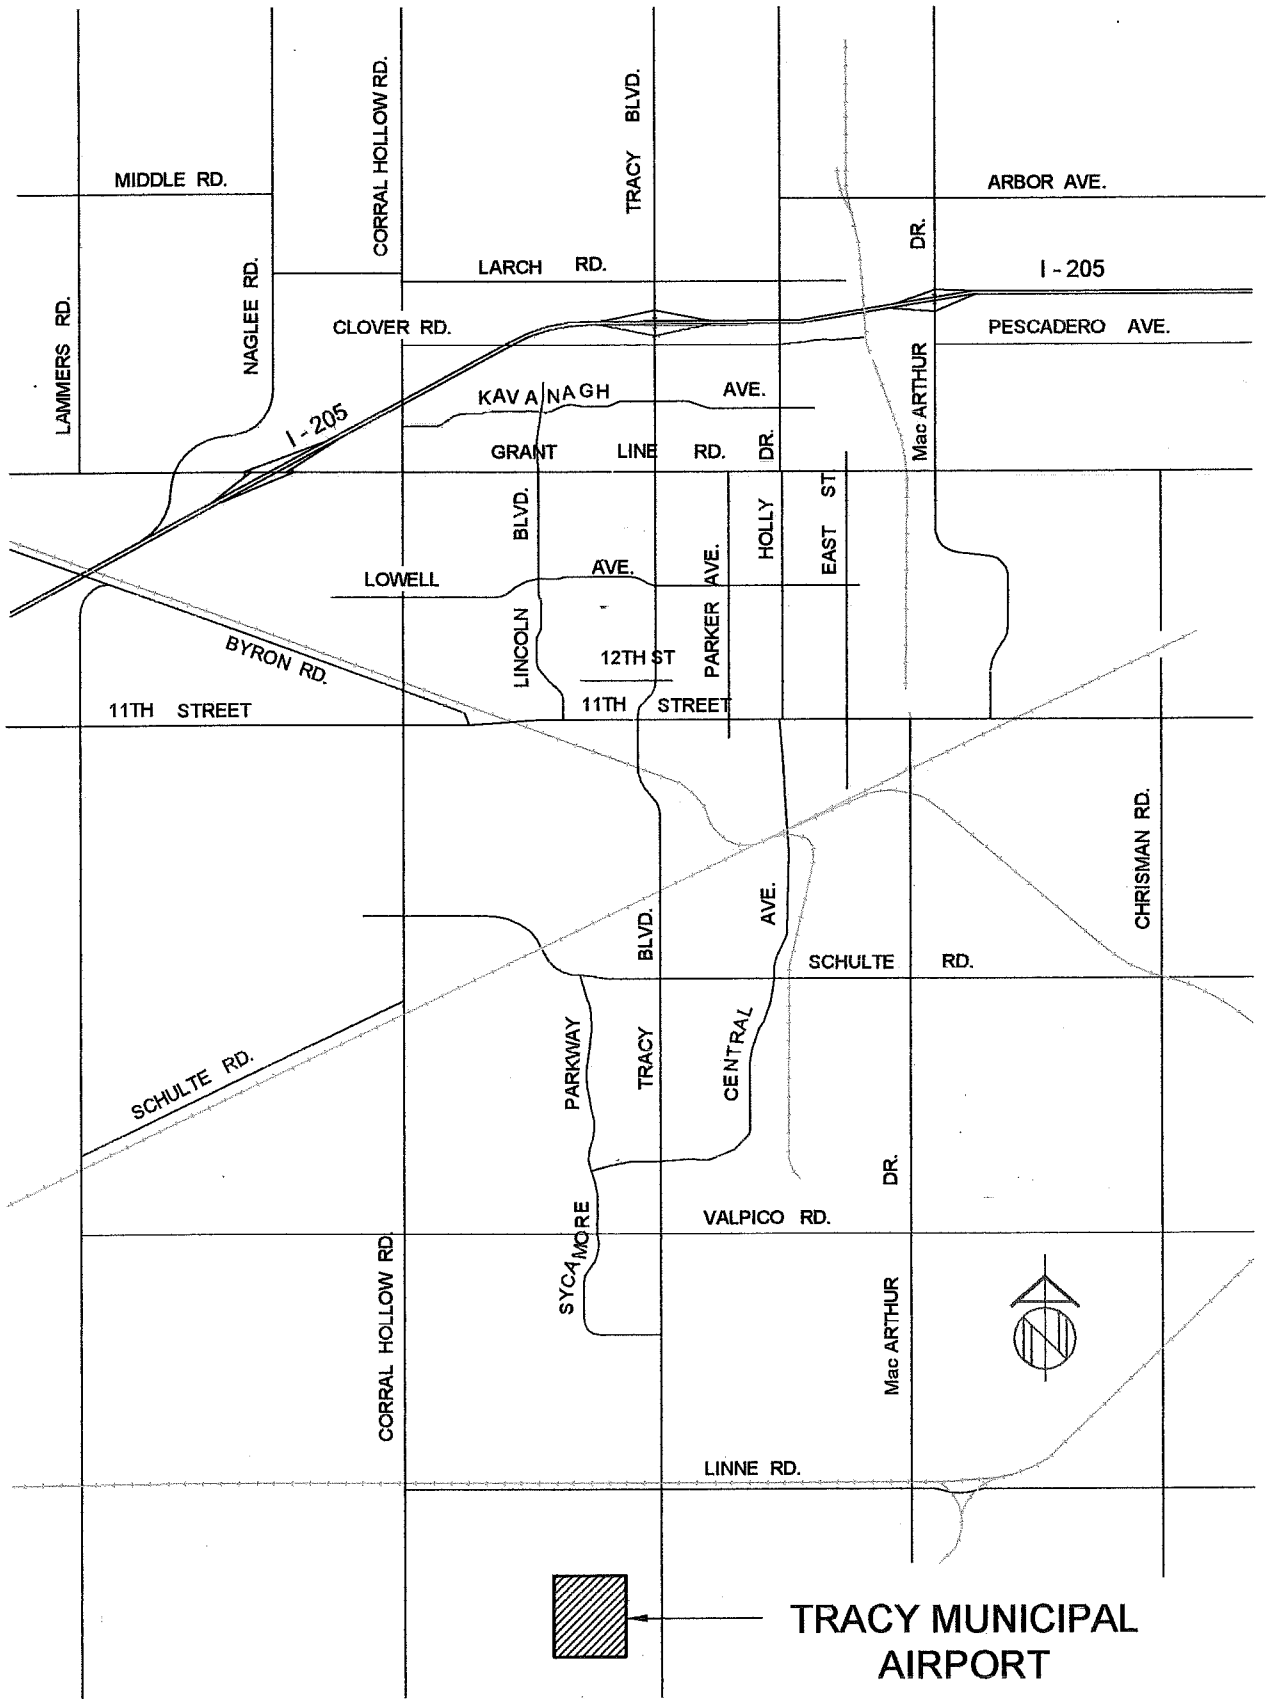 CORRAL HOLLOW RD.
TRACY BLVD.
MIDDLE RD.
ARBOR AVE.
DR.
LARCH RD.
I - 205
NAGLEE RD.
LAMMERS RD.
CLOVER RD.
PESCADERO AVE.
Mac ARTHUR
KAVANAGH AVE.
I - 205
GRANT LINE RD.
DR.
HOLLY
EAST ST.
BLVD.
LINCOLN
PARKER AVE.
LOWELL AVE.
BYRON RD.
12TH ST
11TH STREET
11TH STREET
CHRISMAN RD.
BLVD.
TRACY
AVE.
CENTRAL
SCHULTE RD.
SCHULTE RD.
PARKWAY
SYCAMORE
DR.
Mac ARTHUR
VALPICO RD.
CORRAL HOLLOW RD.
N
LINNE RD.
TRACY MUNICIPAL
AIRPORT